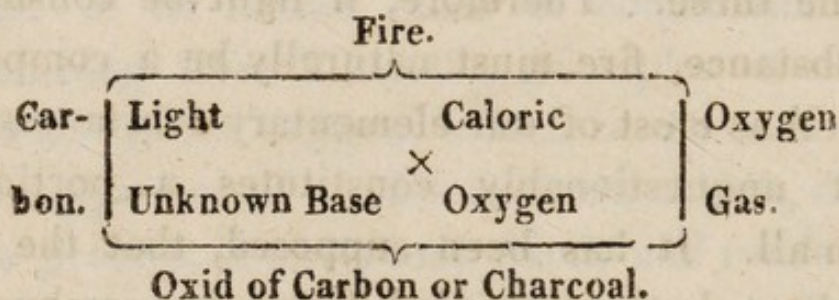 Fire.
Car- Light Caloric Oxygen
×
bon. Unknown Base Oxygen Gas.
Oxid of Carbon or Charcoal.